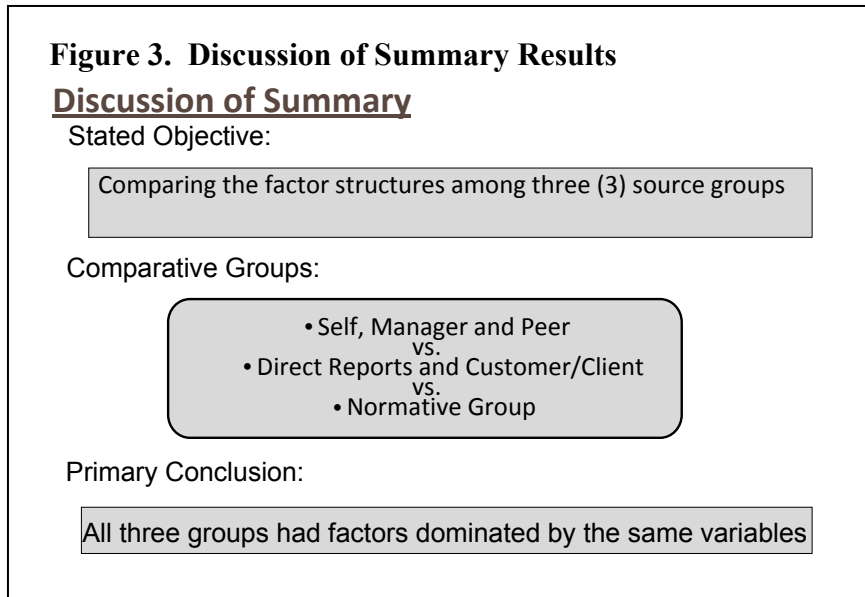 Figure 3.  Discussion of Summary Results
Discussion of Summary
Stated Objective:
Comparing the factor structures among three (3) source groups
Comparative Groups:
• Self, Manager and Peer
vs.
• Direct Reports and Customer/Client
vs.
• Normative Group
Primary Conclusion:
All three groups had factors dominated by the same variables